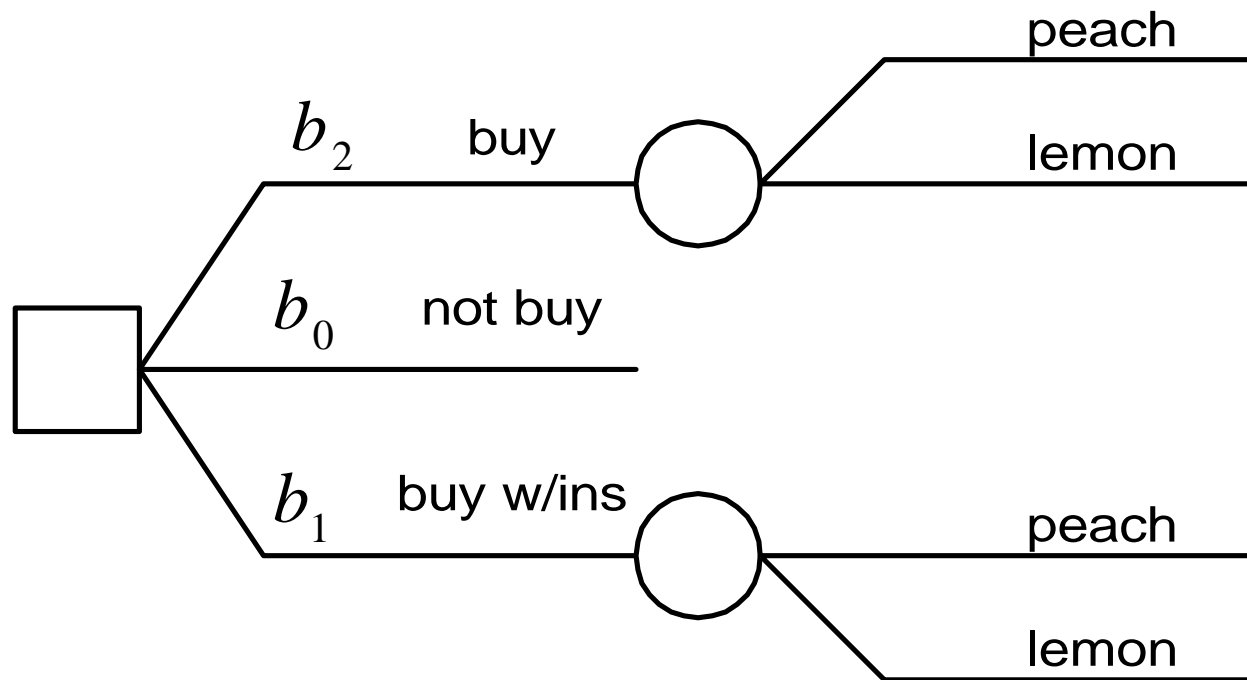 peach
b₂ buy
lemon
b₀ not buy
b₁ buy w/ins
peach
lemon